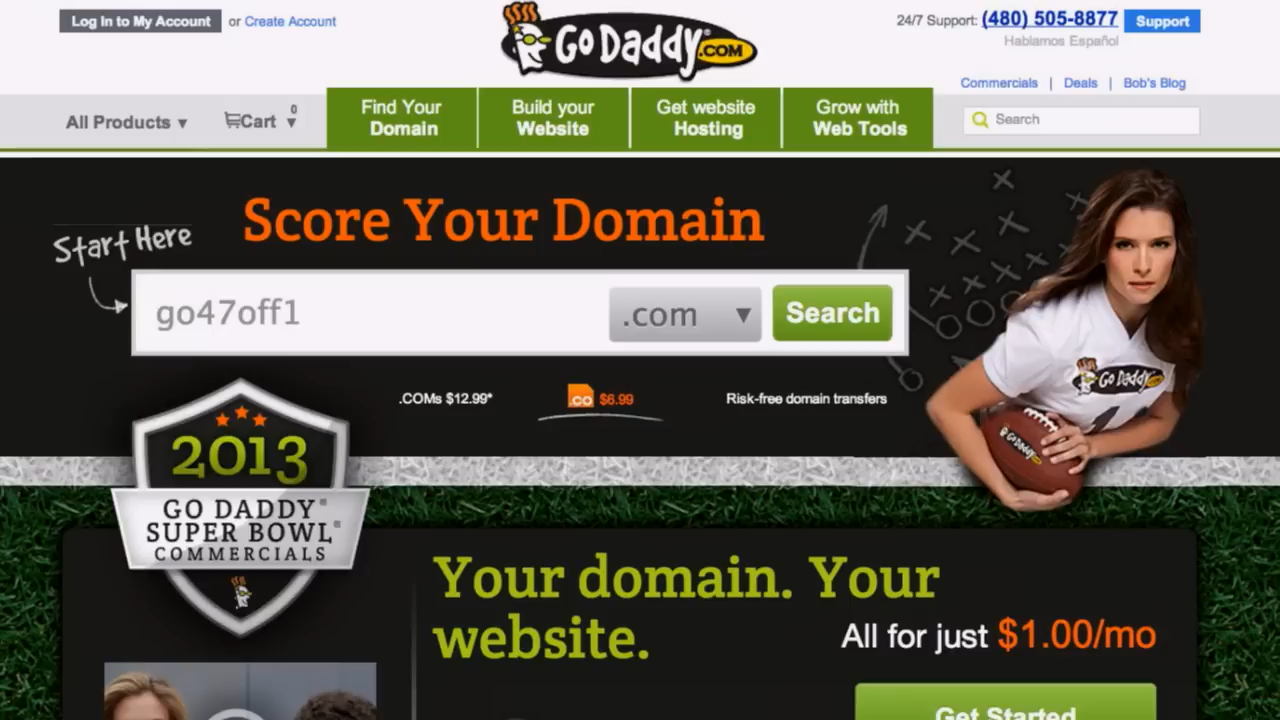 Log In to My Account or Create Account
GO DADDY® .COM
24/7 Support: (480) 505-8877 Support
Hablamos Español
Commercials | Deals | Bob's Blog
All Products ▼
Cart 0 ▼
Find Your
Domain
Build your
Website
Get website
Hosting
Grow with
Web Tools
Search
Start Here
Score Your Domain
go47off1 .com ▼ Search
.COMs $12.99*
.co $6.99
Risk-free domain transfers
GO DADDY
GO DADDY
2013
GO DADDY®
SUPER BOWL®
COMMERCIALS
Your domain. Your
website.
All for just $1.00/mo
Get Started